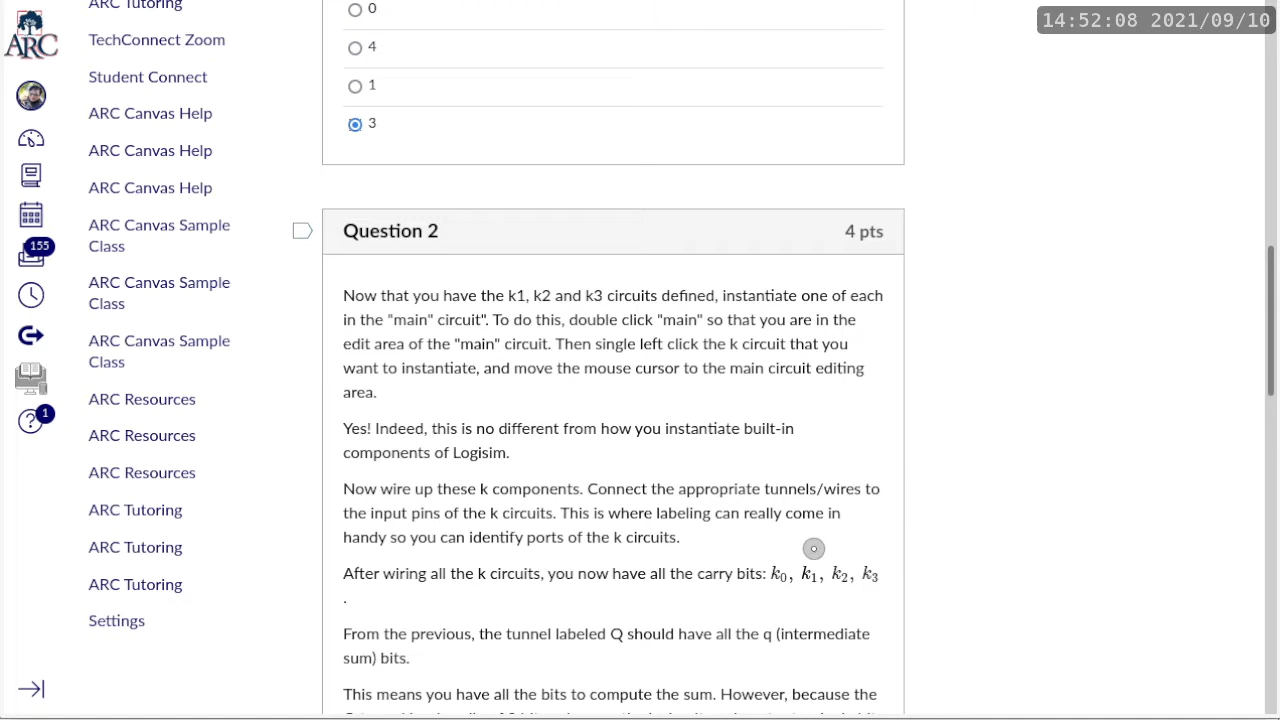 14:52:08 2021/09/10
ARC
155
1
ARC Tutoring
TechConnect Zoom
Student Connect
ARC Canvas Help
ARC Canvas Help
ARC Canvas Help
ARC Canvas Sample
Class
ARC Canvas Sample
Class
ARC Canvas Sample
Class
ARC Resources
ARC Resources
ARC Resources
ARC Tutoring
ARC Tutoring
ARC Tutoring
Settings
0
4
1
3
Question 2
4 pts
Now that you have the k1, k2 and k3 circuits defined, instantiate one of each
in the "main" circuit". To do this, double click "main" so that you are in the
edit area of the "main" circuit. Then single left click the k circuit that you
want to instantiate, and move the mouse cursor to the main circuit editing
area.
Yes! Indeed, this is no different from how you instantiate built-in
components of Logisim.
Now wire up these k components. Connect the appropriate tunnels/wires to
the input pins of the k circuits. This is where labeling can really come in
handy so you can identify ports of the k circuits.
After wiring all the k circuits, you now have all the carry bits: k₀, k₁, k₂, k₃
.
From the previous, the tunnel labeled Q should have all the q (intermediate
sum) bits.
This means you have all the bits to compute the sum. However, because the